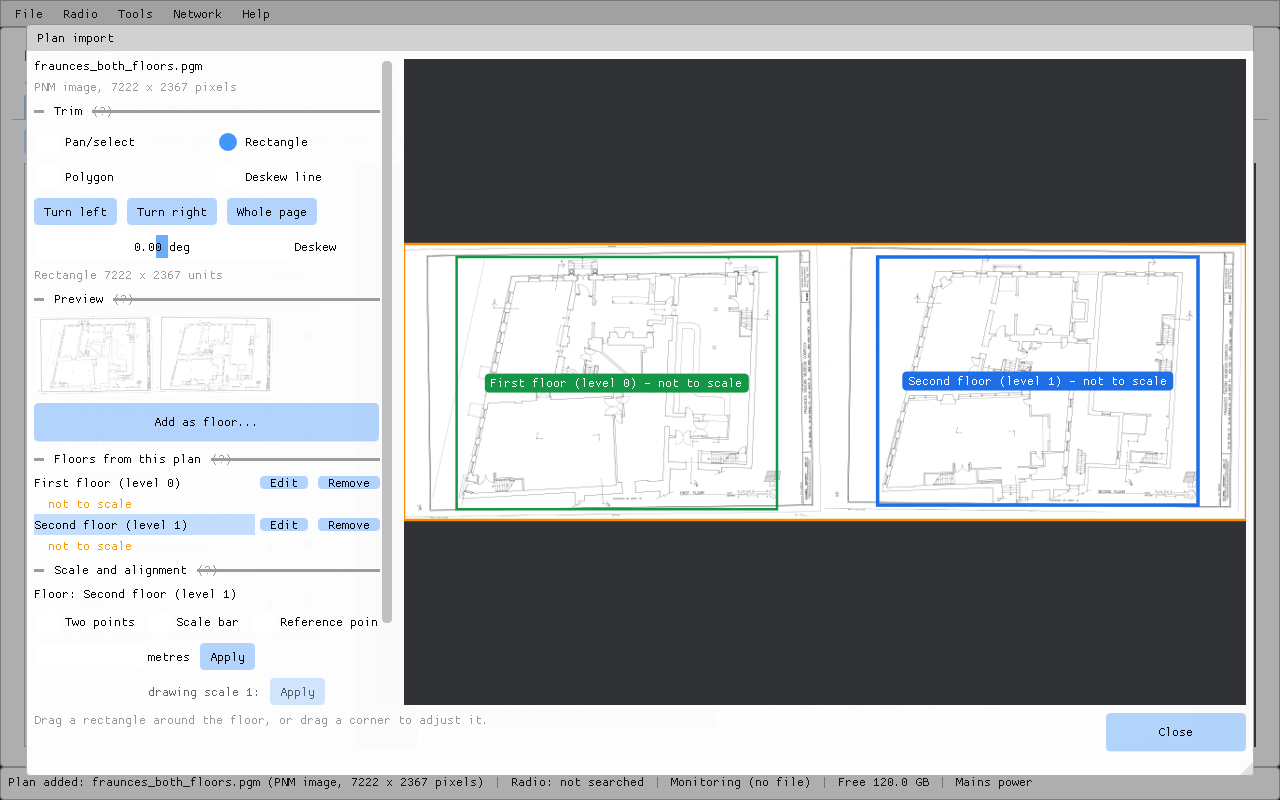 File Radio Tools Network Help
Plan import
fraunces_both_floors.pgm
PNM image, 7222 x 2367 pixels
Trim (?)
Pan/select Rectangle
Polygon Deskew line
Turn left Turn right Whole page
0.00 deg Deskew
Rectangle 7222 x 2367 units
Preview (?)
Add as floor...
Floors from this plan (?)
First floor (level 0) Edit Remove
not to scale
Second floor (level 1) Edit Remove
not to scale
Scale and alignment (?)
Floor: Second floor (level 1)
Two points Scale bar Reference poin
metres Apply
drawing scale 1: Apply
Drag a rectangle around the floor, or drag a corner to adjust it.
First floor (level 0) - not to scale
Second floor (level 1) - not to scale
FIRST FLOOR
SECOND FLOOR
Close
Plan added: fraunces_both_floors.pgm (PNM image, 7222 x 2367 pixels) | Radio: not searched | Monitoring (no file) | Free 120.0 GB | Mains power